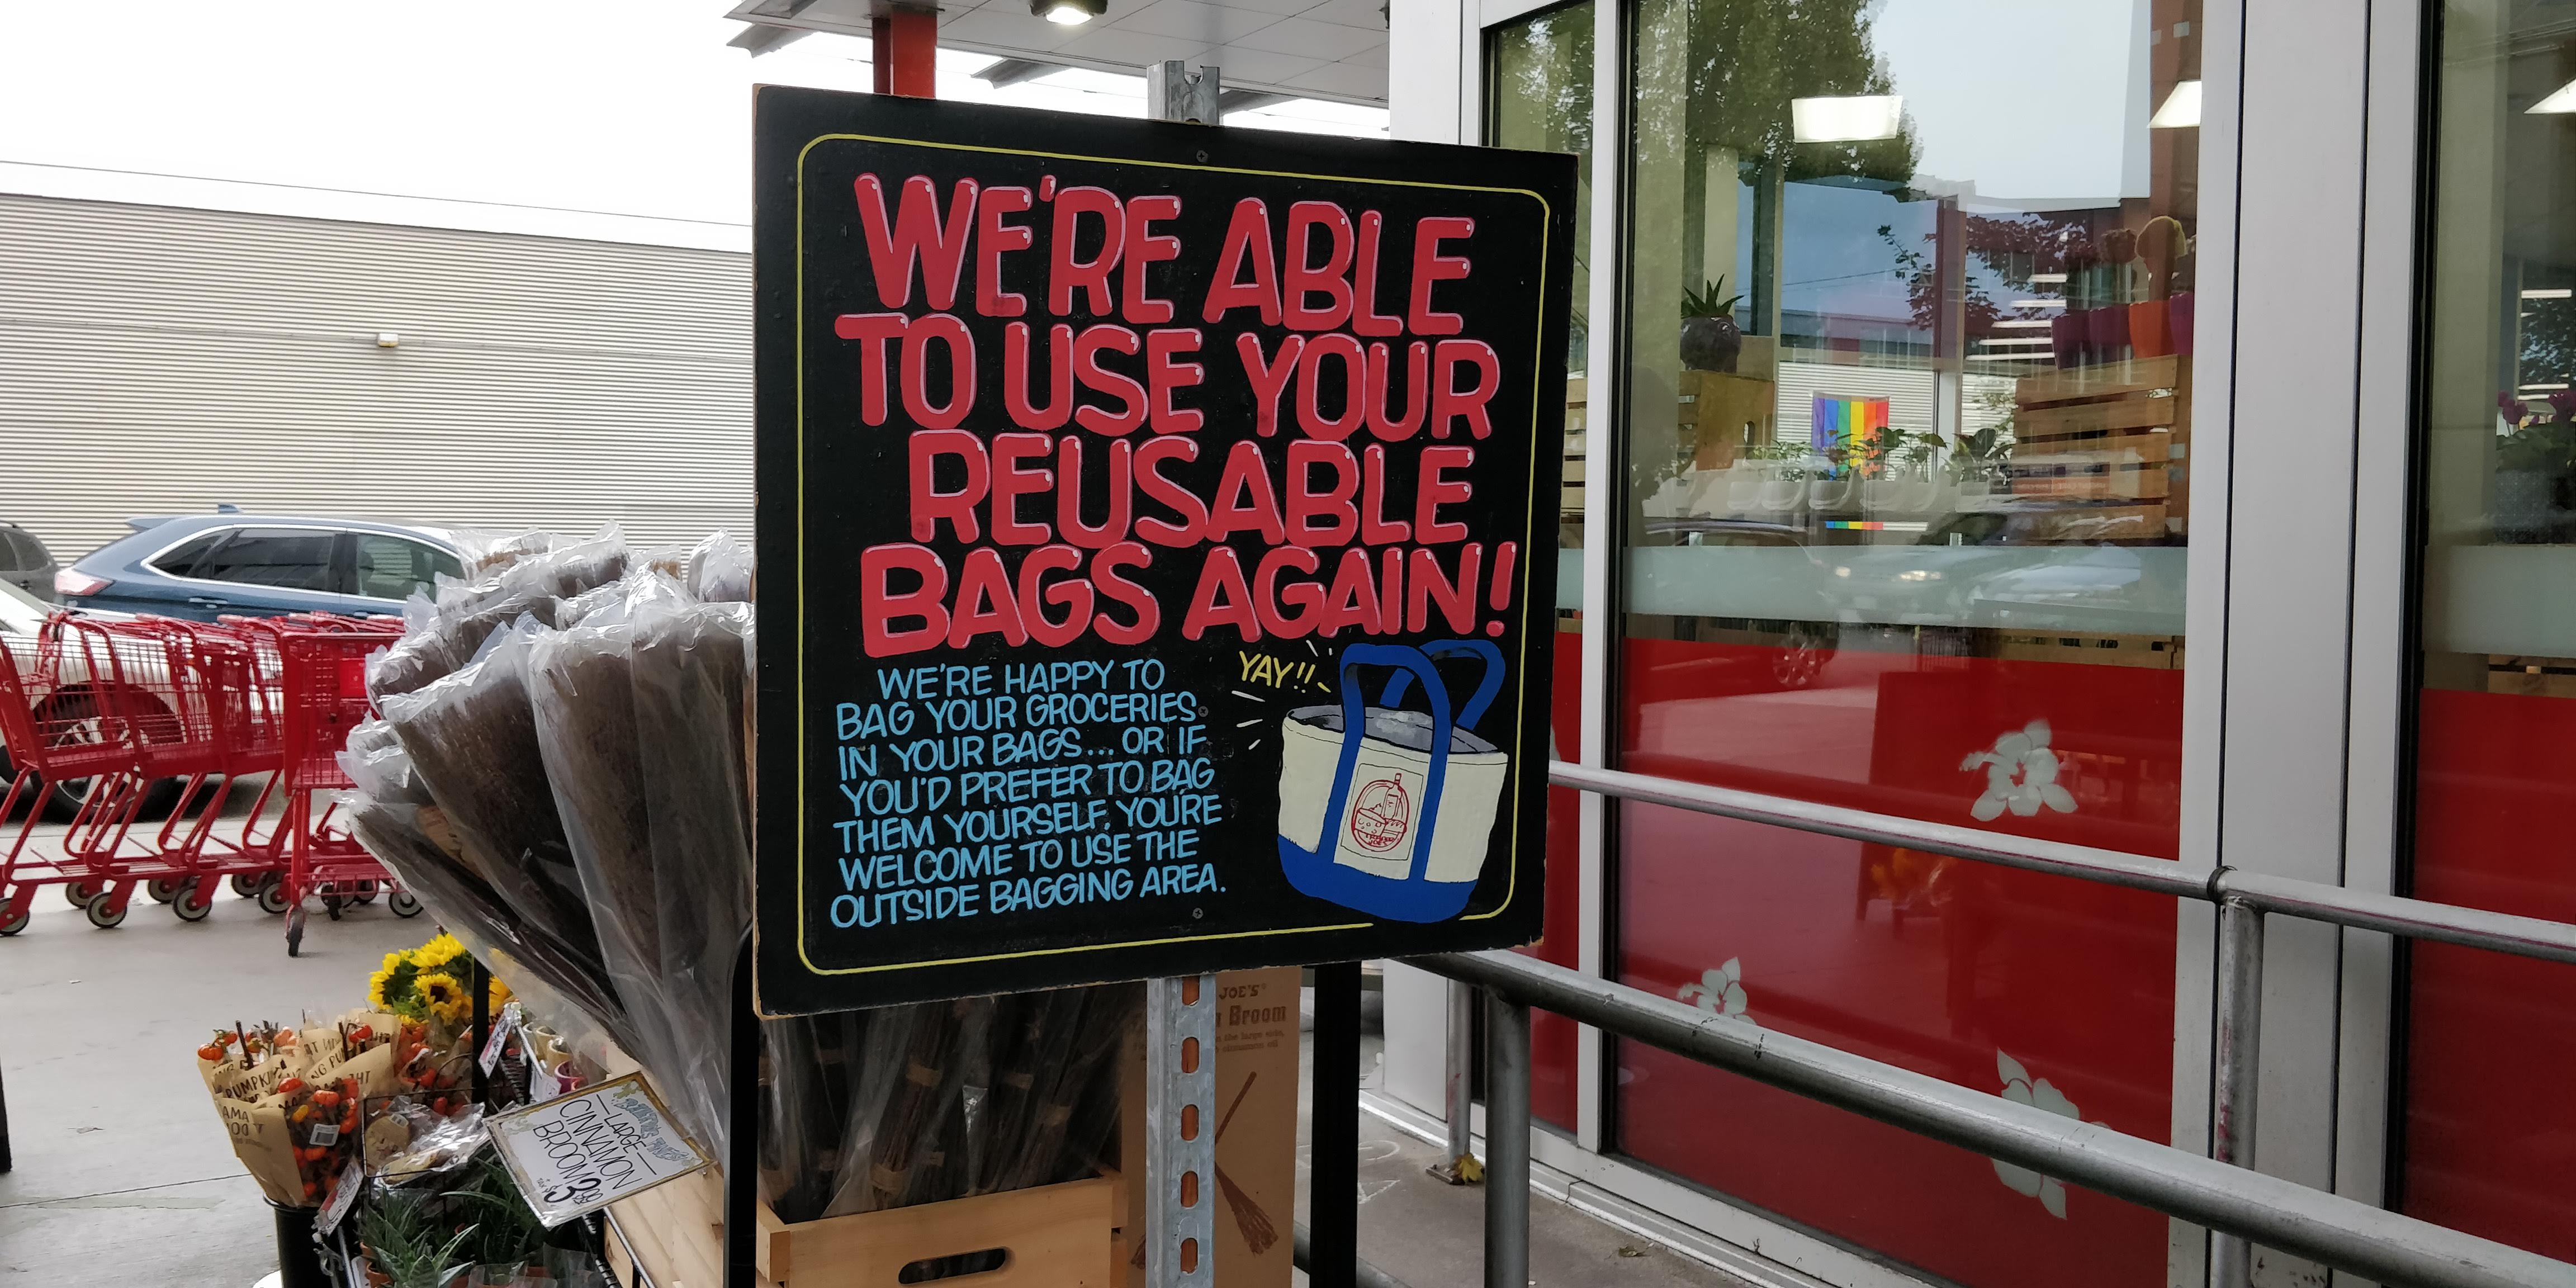 WE'RE ABLE
TO USE YOUR
REUSABLE
BAGS AGAIN!
WE'RE HAPPY TO
BAG YOUR GROCERIES
IN YOUR BAGS... OR IF
YOU'D PREFER TO BAG
THEM YOURSELF, YOU'RE
WELCOME TO USE THE
OUTSIDE BAGGING AREA.
YAY!!
JOE'S
Broom
LARGE
CINNAMON
BROOM
$3.99